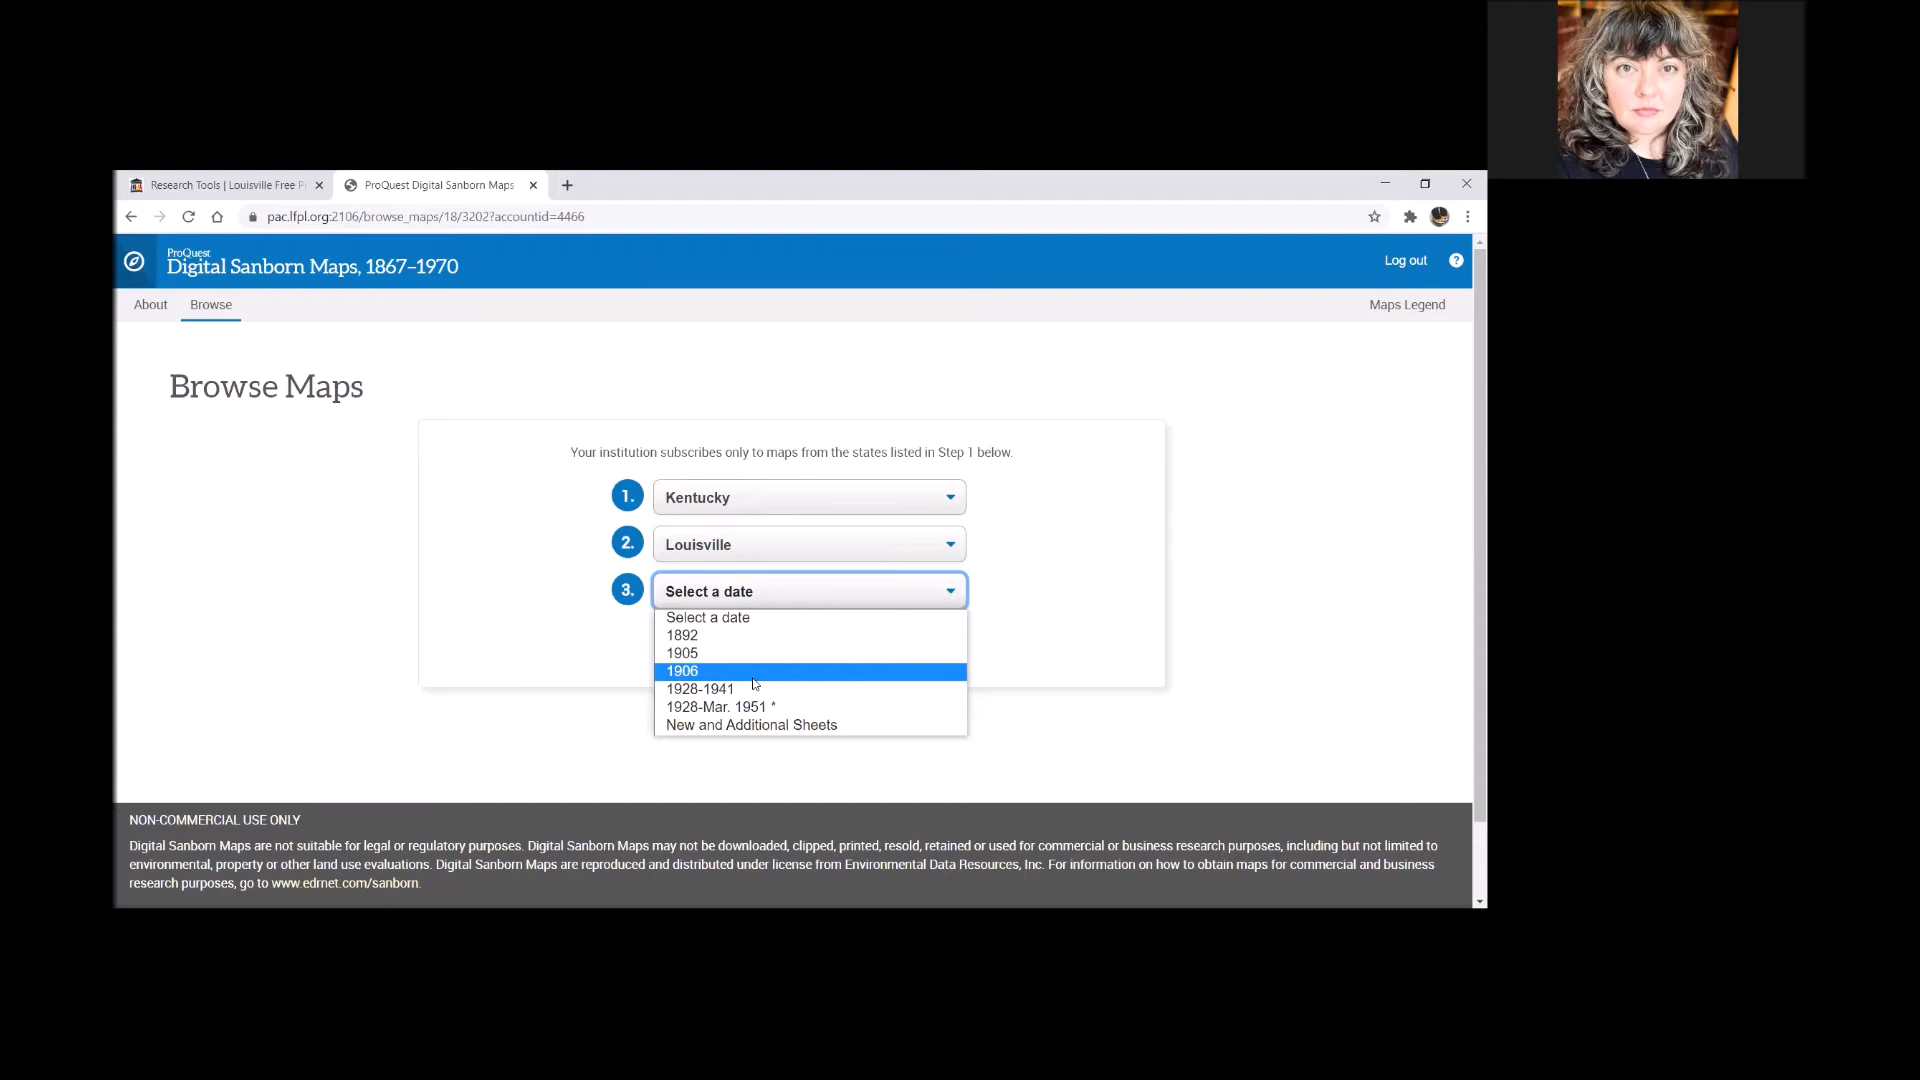 Research Tools | Louisville Free P
ProQuest Digital Sanborn Maps
pac.lfpl.org:2106/browse_maps/18/3202?accountid=4466
ProQuest
Digital Sanborn Maps, 1867–1970
Log out
?
About
Browse
Maps Legend
Browse Maps
Your institution subscribes only to maps from the states listed in Step 1 below.
1. Kentucky
2. Louisville
3. Select a date
Select a date
1892
1905
1906
1928-1941
1928-Mar. 1951 *
New and Additional Sheets
NON-COMMERCIAL USE ONLY
Digital Sanborn Maps are not suitable for legal or regulatory purposes. Digital Sanborn Maps may not be downloaded, clipped, printed, resold, retained or used for commercial or business research purposes, including but not limited to
environmental, property or other land use evaluations. Digital Sanborn Maps are reproduced and distributed under license from Environmental Data Resources, Inc. For information on how to obtain maps for commercial and business
research purposes, go to www.edrnet.com/sanborn.